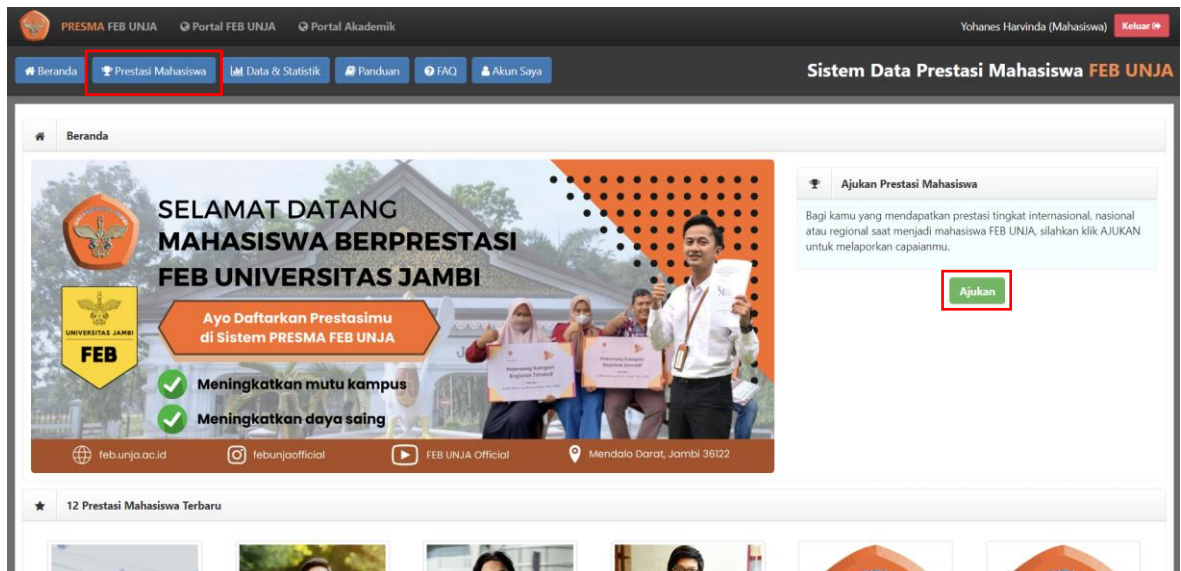 PRESMA FEB UNJA Portal FEB UNJA Portal Akademik Yohanes Harvinda (Mahasiswa) Keluar
Beranda Prestasi Mahasiswa Data & Statistik Panduan FAQ Akun Saya Sistem Data Prestasi Mahasiswa FEB UNJA
Beranda
SELAMAT DATANG
MAHASISWA BERPRESTASI
FEB UNIVERSITAS JAMBI
Ayo Daftarkan Prestasimu
di Sistem PRESMA FEB UNJA
UNIVERSITAS JAMBI
FEB
Meningkatkan mutu kampus
Meningkatkan daya saing
feb.unja.ac.id febunjaofficial FEB UNJA Official Mendalo Darat, Jambi 36122
Ajukan Prestasi Mahasiswa
Bagi kamu yang mendapatkan prestasi tingkat internasional, nasional
atau regional saat menjadi mahasiswa FEB UNJA, silahkan klik AJUKAN
untuk melaporkan capaianmu.
Ajukan
12 Prestasi Mahasiswa Terbaru